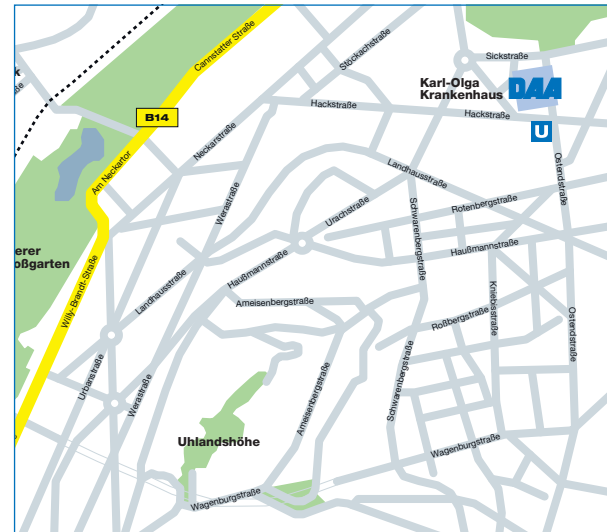 Cannstatter Straße
Stöckachstraße
Sickstraße
Karl-Olga
Krankenhaus
DAA
Hackstraße
Hackstraße
B14
U
Neckarstraße
Am Neckartor
Werastraße
Landhausstraße
Ostendstraße
Urachstraße
Schwarenbergstraße
Rotenbergstraße
erer
oßgarten
Haußmannstraße
Haußmannstraße
Willy-Brandt-Straße
Landhausstraße
Ameisenbergstraße
Kniebisstraße
Roßbergstraße
Ostendstraße
Urbanstraße
Werastraße
Ameisenbergstraße
Schwarenbergstraße
Uhlandshöhe
Wagenburgstraße
Wagenburgstraße